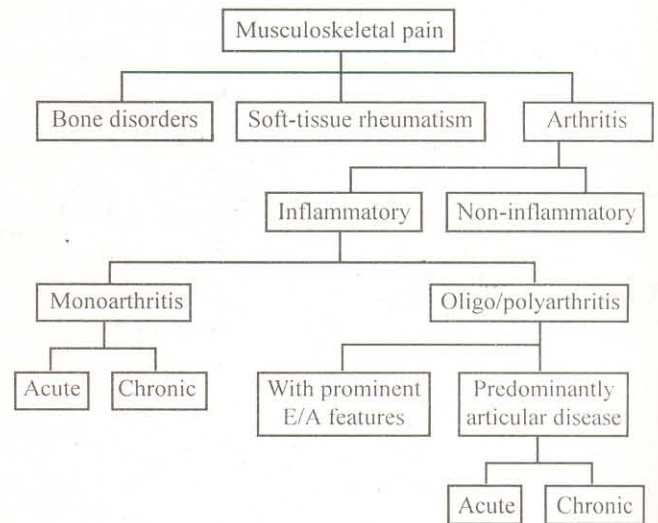 Musculoskeletal pain
Bone disorders
Soft-tissue rheumatism
Arthritis
Inflammatory
Non-inflammatory
Monoarthritis
Oligo/polyarthritis
Acute
Chronic
With prominent
E/A features
Predominantly
articular disease
Acute
Chronic